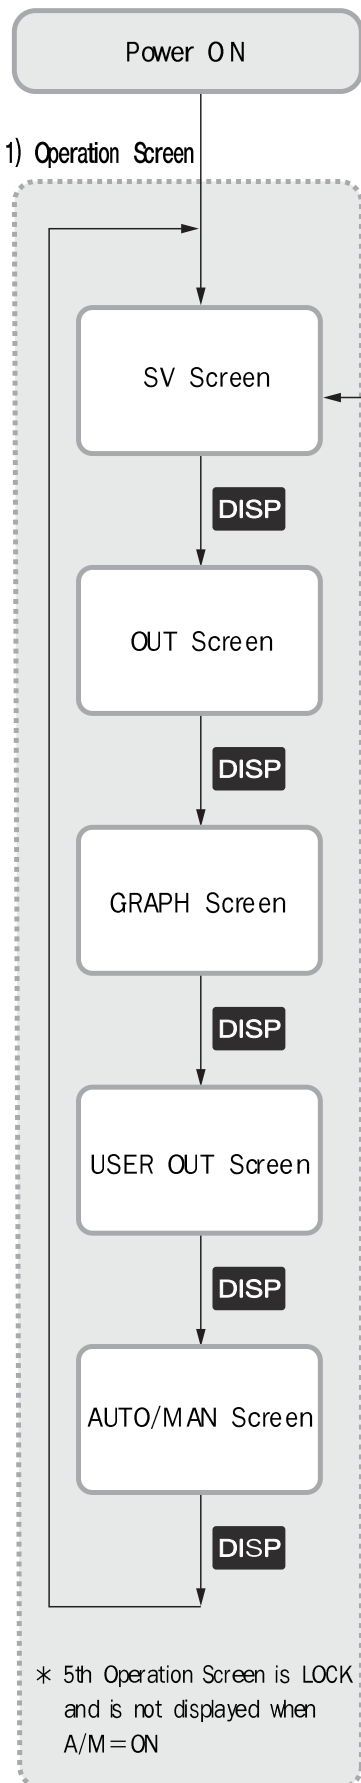 Power ON
1) Operation Screen
SV Screen
DISP
OUT Screen
DISP
GRAPH Screen
DISP
USER OUT Screen
DISP
AUTO/MAN Screen
DISP
* 5th Operation Screen is LOCK
and is not displayed when
A/M=ON